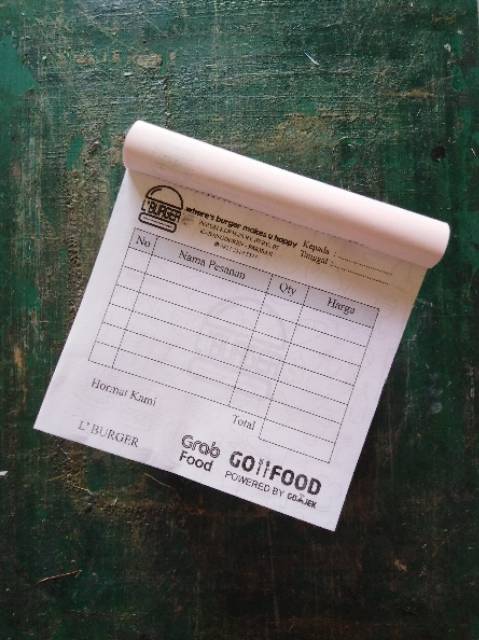 L'BURGER
where's burger makes u happy
Kepada :
Tanggal :
No Nama Pesanan Qty Harga
Total
Hormat Kami
L'BURGER
Grab Food
GO FOOD
POWERED BY GOJEK